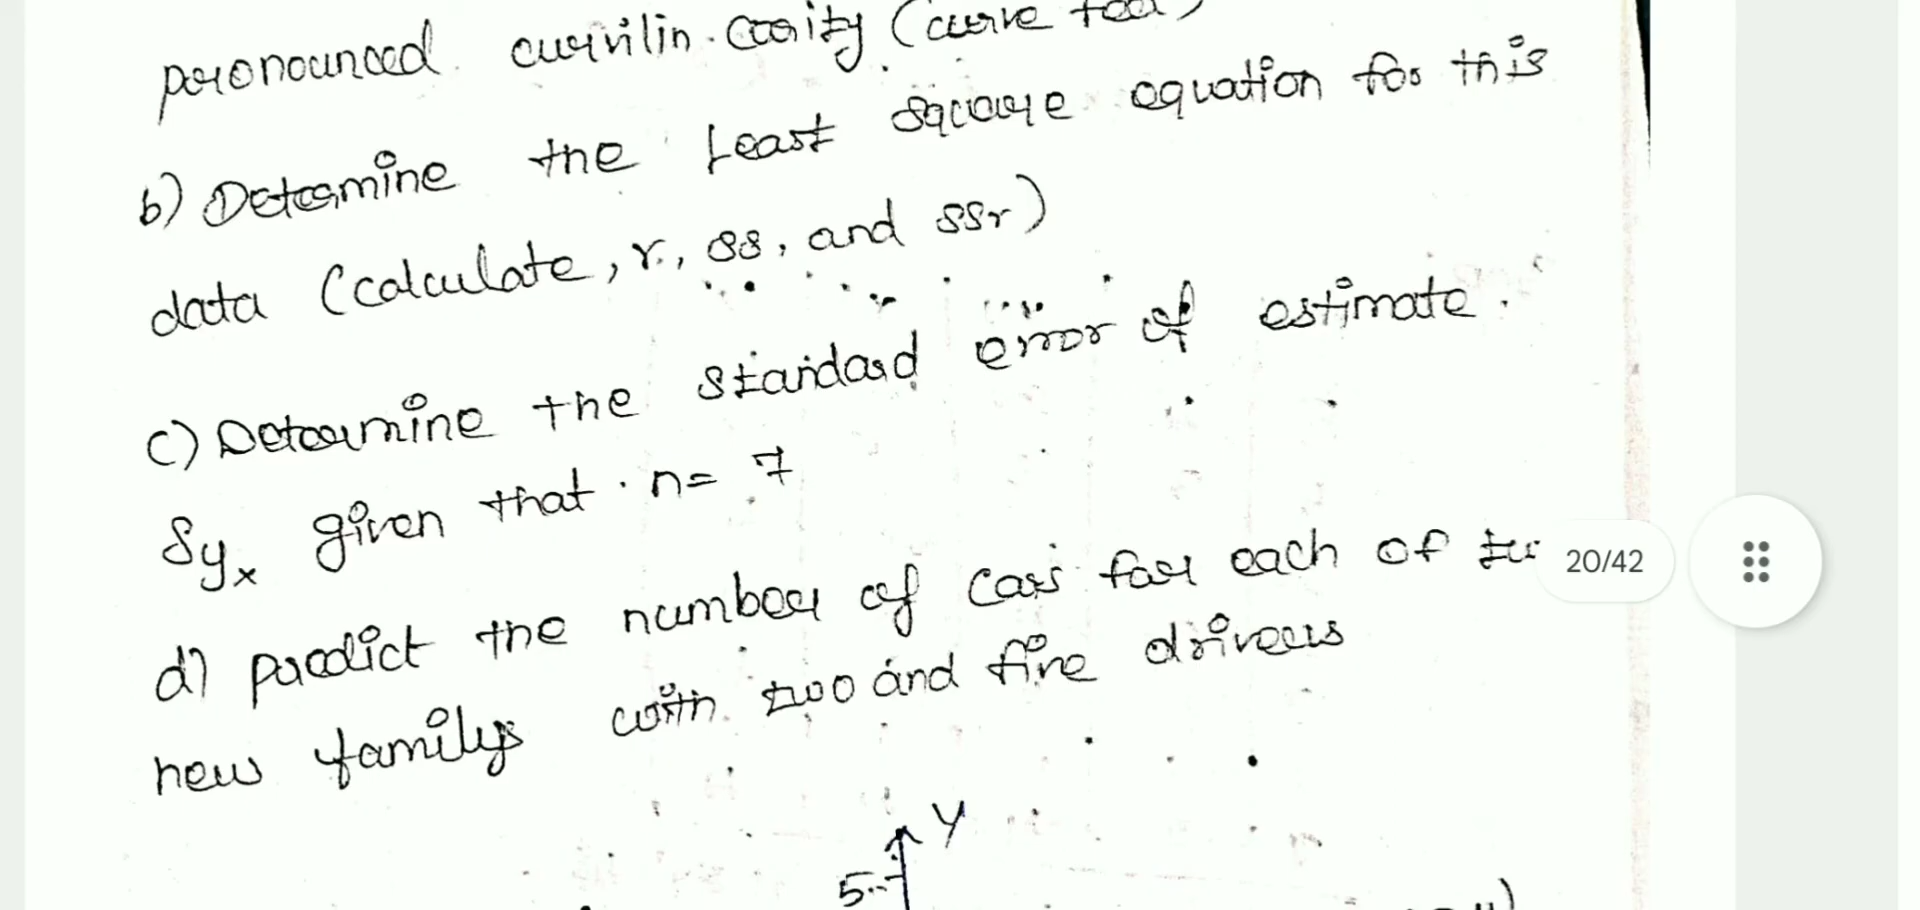 pronounced curvilin-earity (curve
b) Determine the Least square equation for this
data (calculate, r, ss, and ssr)
c) Determine the standard error of estimate.
Sy x given that n= 7
d) predict the number of cars for each of
20/42
new familys with two and five drivers
Y
5